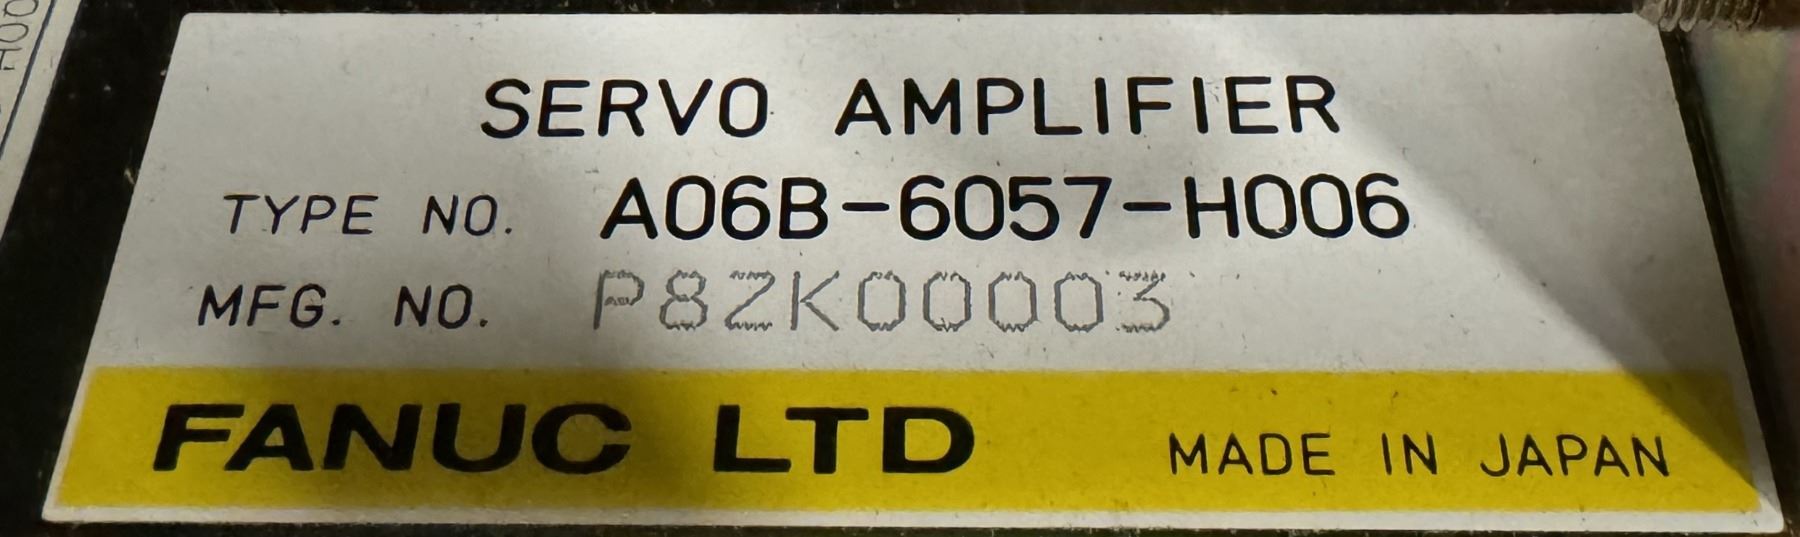 SERVO AMPLIFIER
TYPE NO. A06B-6057-H006
MFG. NO. P82K00003
FANUC LTD MADE IN JAPAN